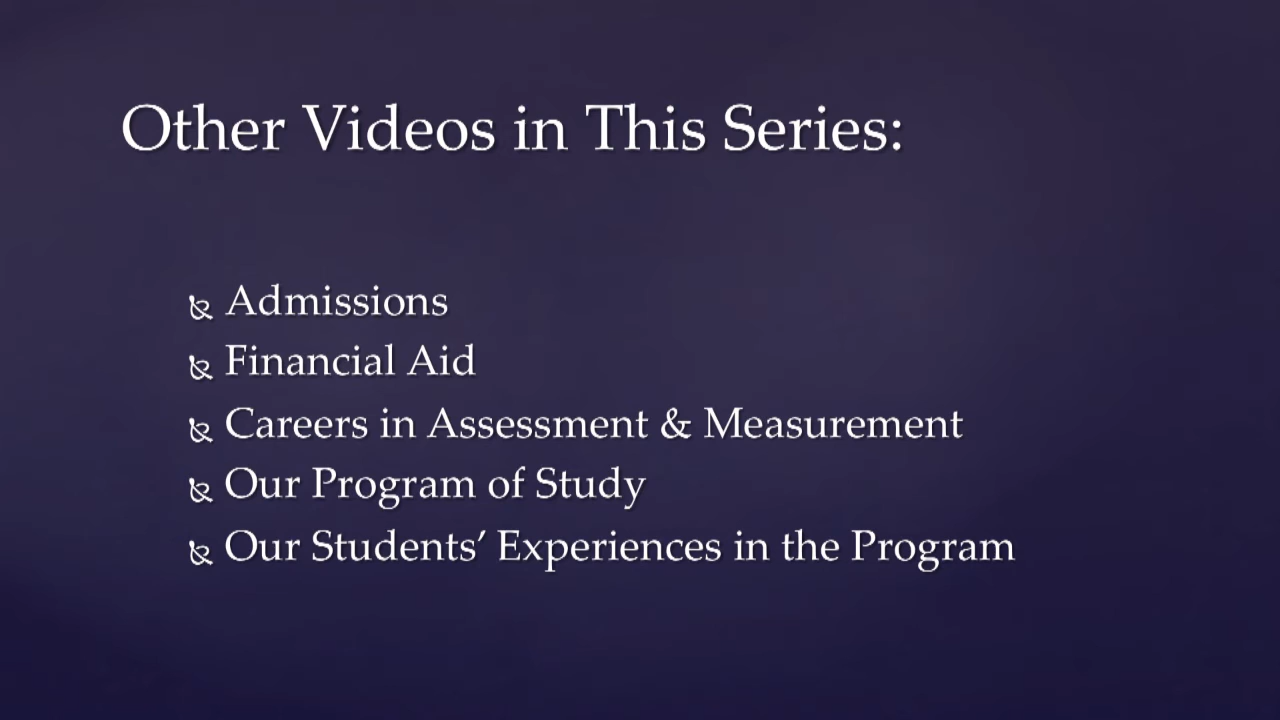 Other Videos in This Series:
Admissions
Financial Aid
Careers in Assessment & Measurement
Our Program of Study
Our Students’ Experiences in the Program